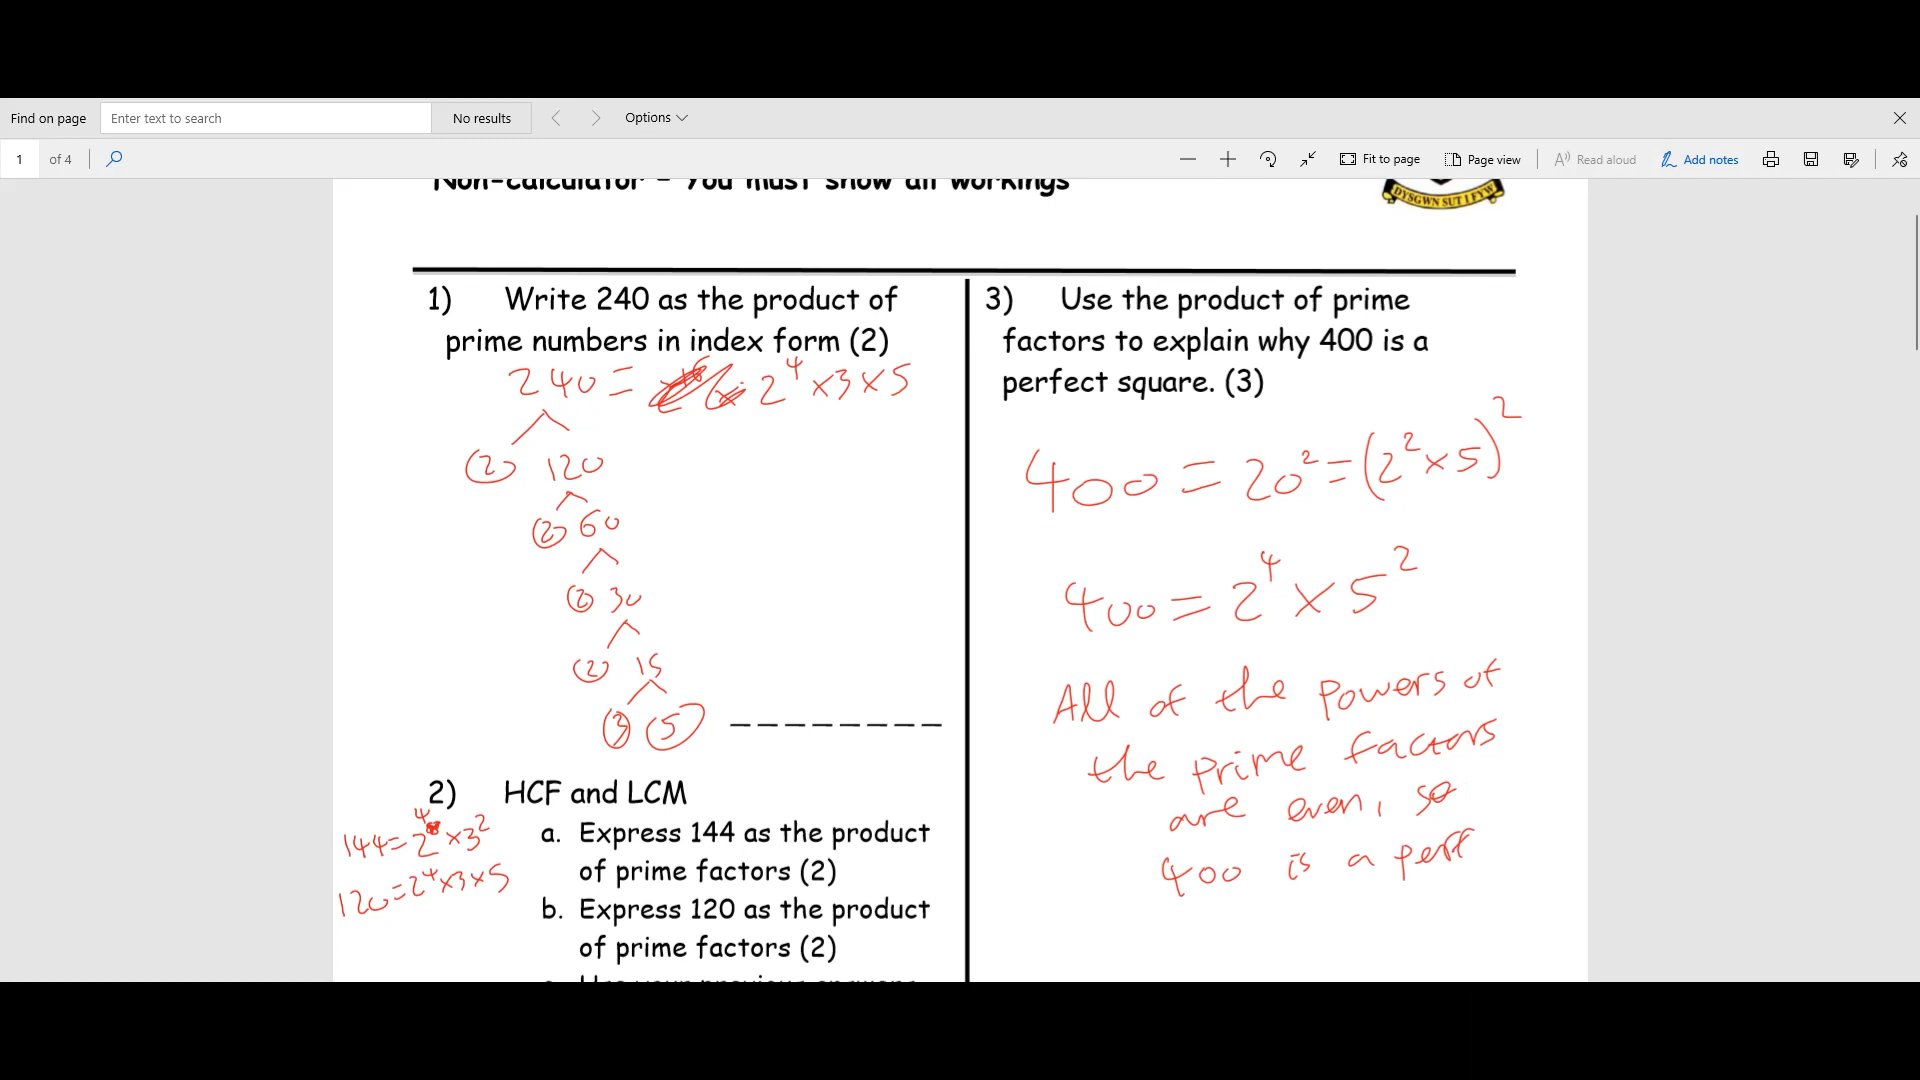 Find on page Enter text to search No results Options
1 of 4 Fit to page Page view Read aloud Add notes
Non-calculator – You must show all workings
DYSGWN SUT I FYW
1) Write 240 as the product of
prime numbers in index form (2)
240 = 2⁴ × 3 × 5
2 120
2 60
2 30
2 15
3 5
2) HCF and LCM
144 = 2⁴ × 3²
120 = 2⁴ × 3 × 5
a. Express 144 as the product
of prime factors (2)
b. Express 120 as the product
of prime factors (2)
c. Use your previous answers
3) Use the product of prime
factors to explain why 400 is a
perfect square. (3)
400 = 20² = (2² × 5)²
400 = 2⁴ × 5²
All of the powers of
the prime factors
are even, so
400 is a perf